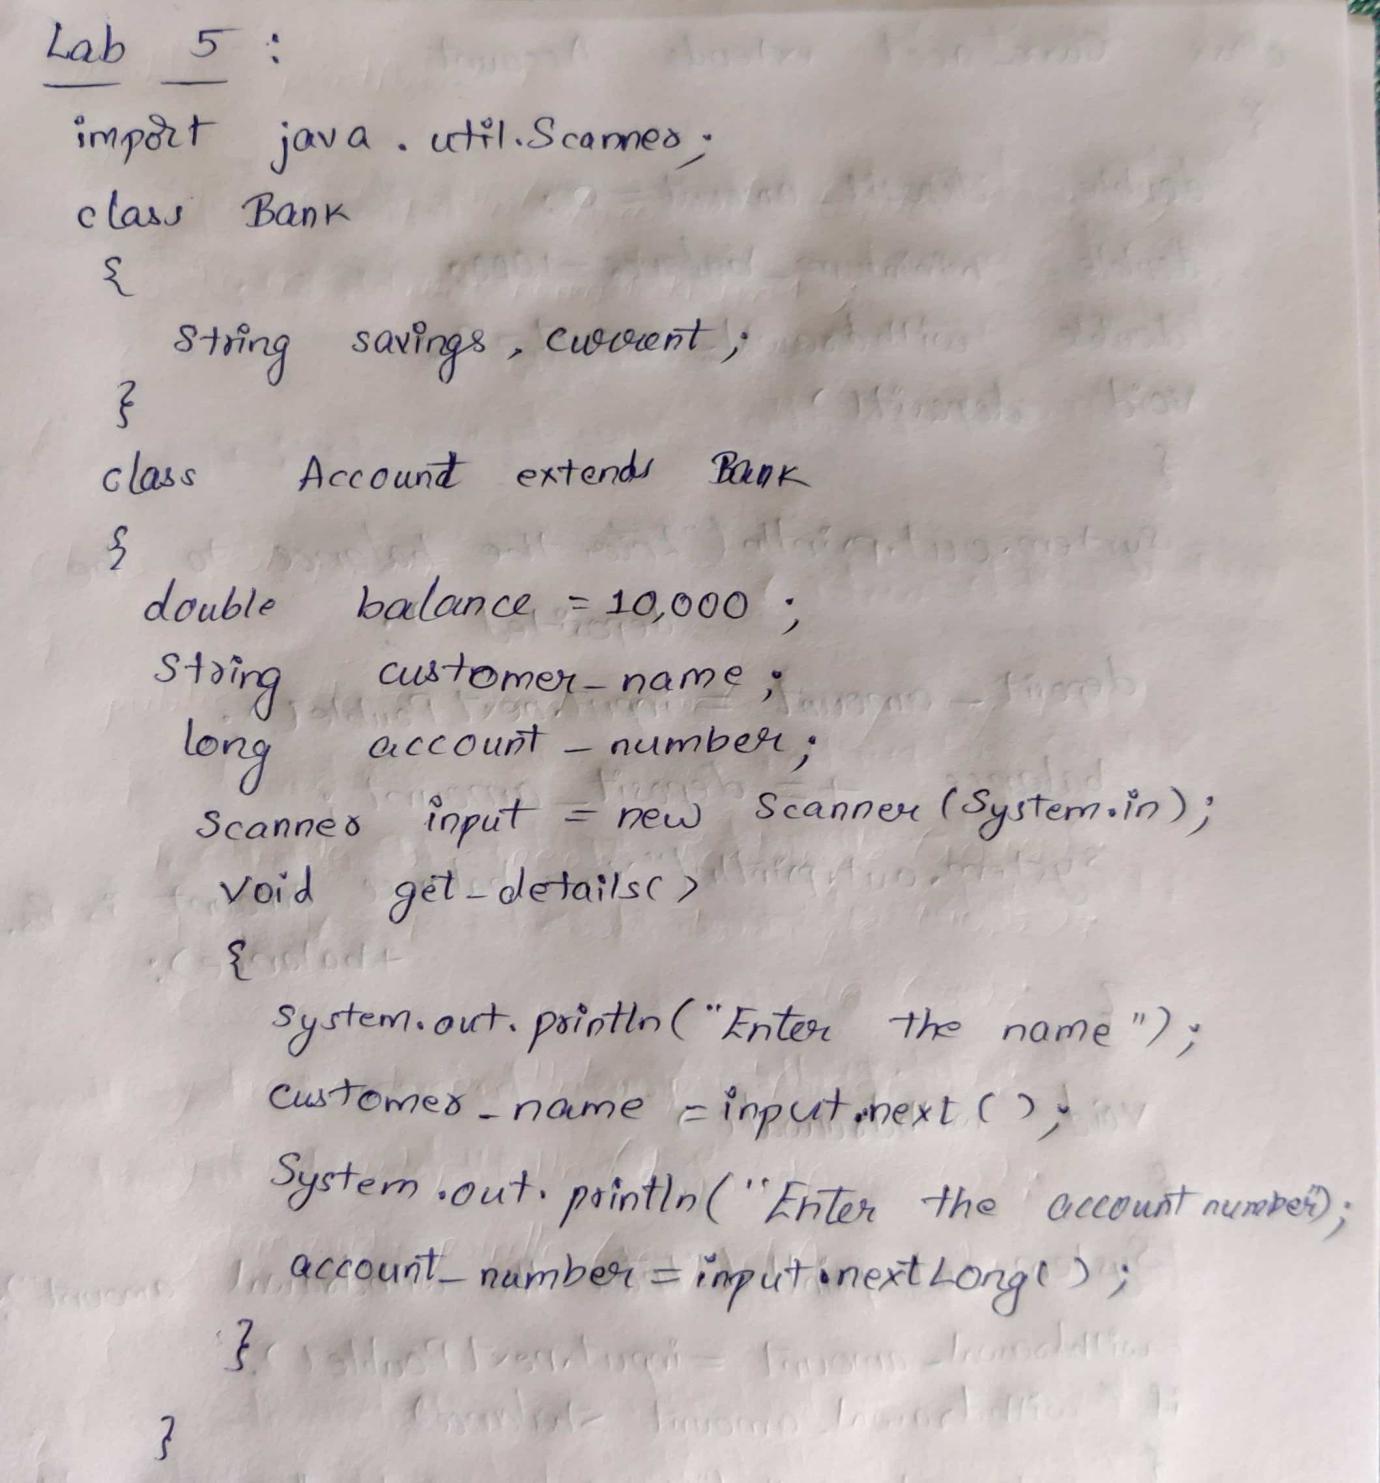 Lab 5 :
import java.util.Scanner;
class Bank
{
String savings, current;
}
class Account extends Bank
{
double balance = 10,000 ;
String customer_name;
long account_number;
Scanner input = new Scanner (System.in);
void get_details()
{
System.out.println("Enter the name");
customer_name = input.next();
System.out.println("Enter the account number");
account_number = input.nextLong();
}
}